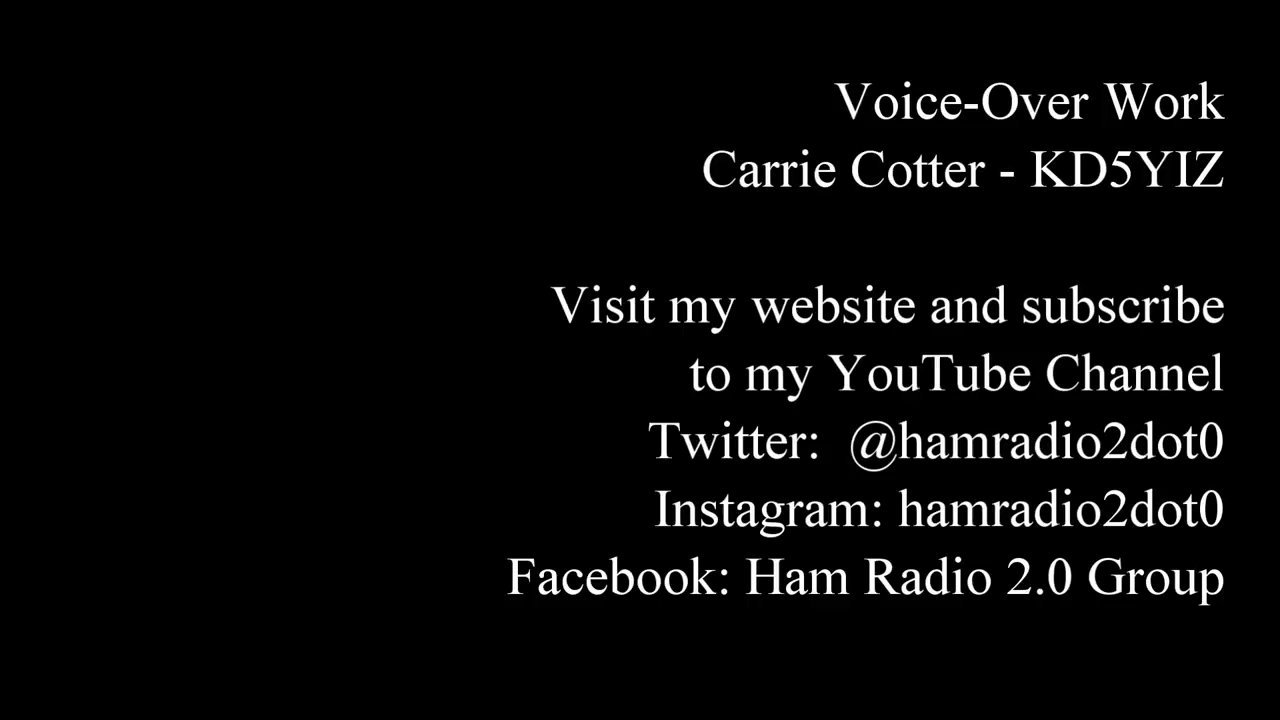 Voice-Over Work
Carrie Cotter - KD5YIZ
Visit my website and subscribe
to my YouTube Channel
Twitter:  @hamradio2dot0
Instagram: hamradio2dot0
Facebook: Ham Radio 2.0 Group